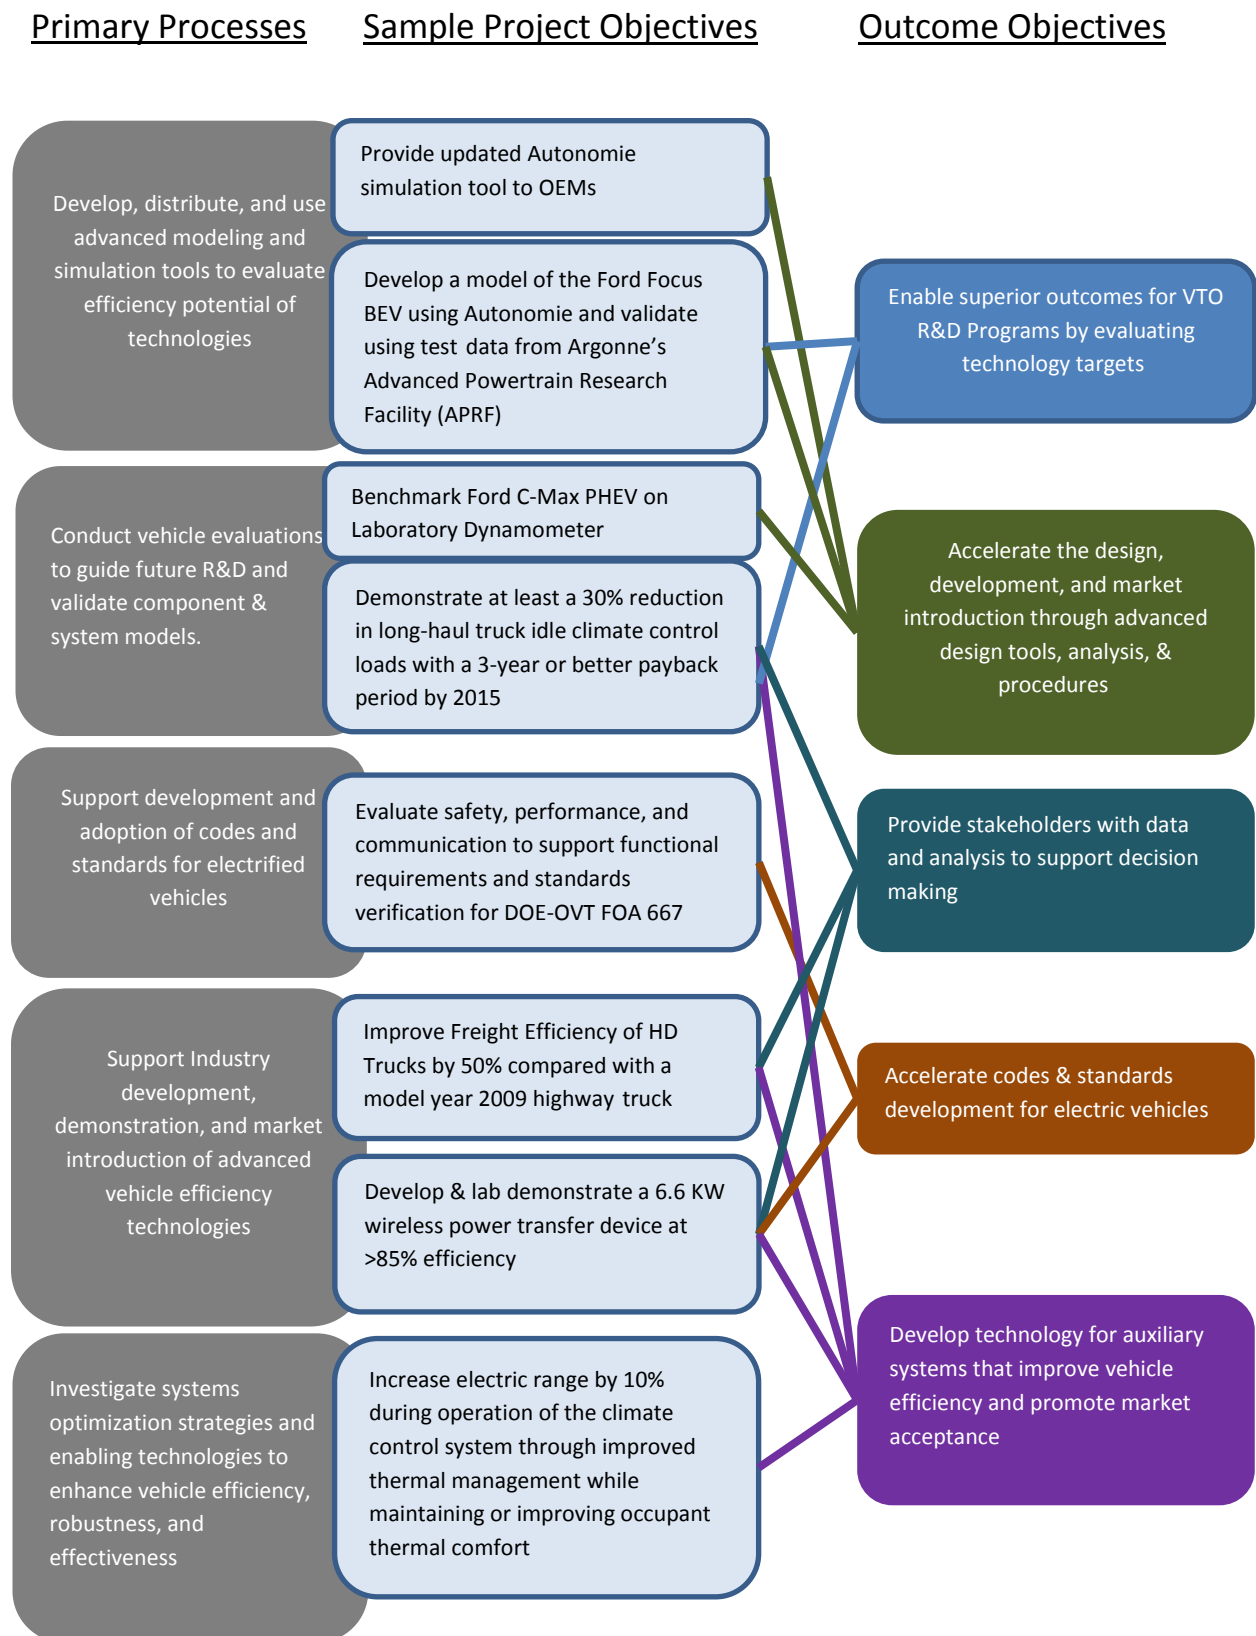 Primary Processes
Sample Project Objectives
Outcome Objectives
Develop, distribute, and use
advanced modeling and
simulation tools to evaluate
efficiency potential of
technologies
Provide updated Autonomie
simulation tool to OEMs
Develop a model of the Ford Focus
BEV using Autonomie and validate
using test data from Argonne's
Advanced Powertrain Research
Facility (APRF)
Conduct vehicle evaluations
to guide future R&D and
validate component &
system models.
Benchmark Ford C-Max PHEV on
Laboratory Dynamometer
Demonstrate at least a 30% reduction
in long-haul truck idle climate control
loads with a 3-year or better payback
period by 2015
Support development and
adoption of codes and
standards for electrified
vehicles
Evaluate safety, performance, and
communication to support functional
requirements and standards
verification for DOE-OVT FOA 667
Support Industry
development,
demonstration, and market
introduction of advanced
vehicle efficiency
technologies
Improve Freight Efficiency of HD
Trucks by 50% compared with a
model year 2009 highway truck
Develop & lab demonstrate a 6.6 KW
wireless power transfer device at
>85% efficiency
Investigate systems
optimization strategies and
enabling technologies to
enhance vehicle efficiency,
robustness, and
effectiveness
Increase electric range by 10%
during operation of the climate
control system through improved
thermal management while
maintaining or improving occupant
thermal comfort
Enable superior outcomes for VTO
R&D Programs by evaluating
technology targets
Accelerate the design,
development, and market
introduction through advanced
design tools, analysis, &
procedures
Provide stakeholders with data
and analysis to support decision
making
Accelerate codes & standards
development for electric vehicles
Develop technology for auxiliary
systems that improve vehicle
efficiency and promote market
acceptance